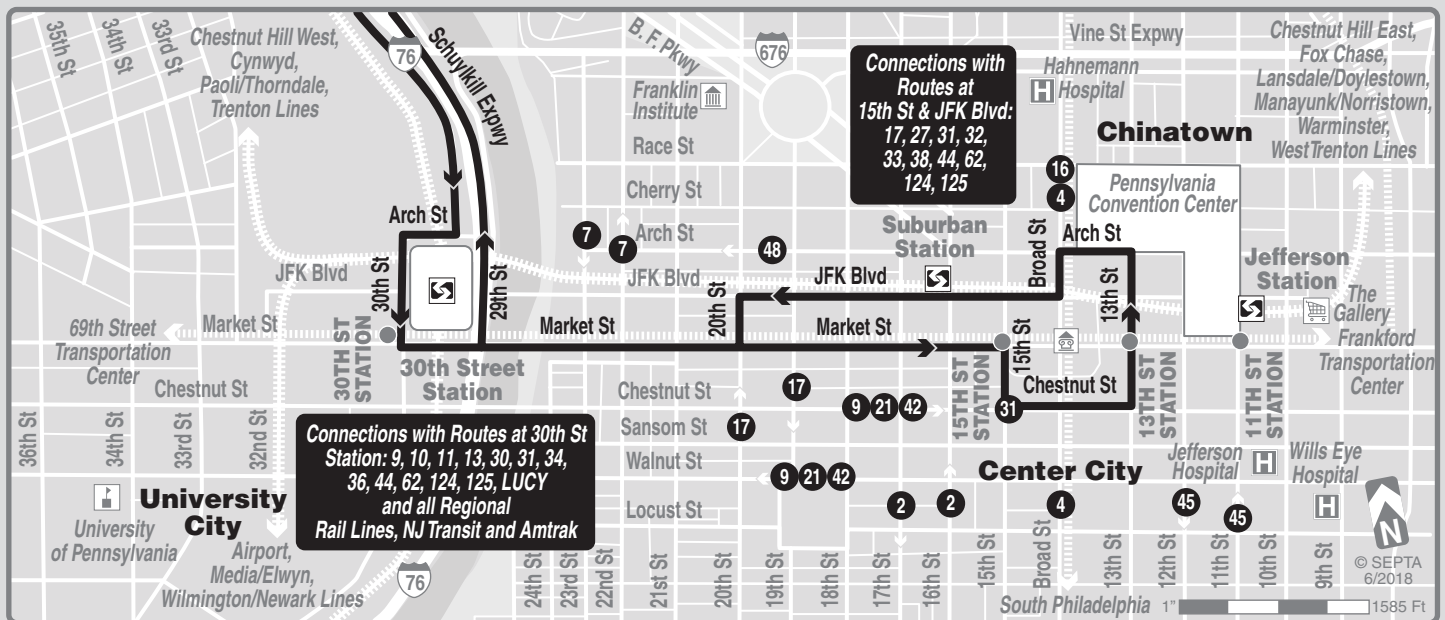 35th St
34th St
33rd St
Chestnut Hill West,
Cynwyd,
Paoli/Thorndale,
Trenton Lines
76
Schuylkill Expwy
B. F. Pkwy
676
Franklin
Institute
Race St
Cherry St
Connections with
Routes at
15th St & JFK Blvd:
17, 27, 31, 32,
33, 38, 44, 62,
124, 125
Vine St Expwy
Hahnemann
H Hospital
Chinatown
Chestnut Hill East,
Fox Chase,
Lansdale/Doylestown,
Manayunk/Norristown,
Warminster,
WestTrenton Lines
16
4
Pennsylvania
Convention Center
Arch St
7
7
Arch St
48
Suburban
Station
Broad St
Arch St
Jefferson
Station
JFK Blvd
30th St
29th St
JFK Blvd
20th St
JFK Blvd
13th St
The
Gallery
Frankford
Transportation
Center
69th Street
Transportation
Center
Market St
30TH ST
STATION
Market St
Market St
15th St
30th Street
Station
Chestnut St
Chestnut St
17
9 21 42
15TH ST
STATION
31
Chestnut St
13TH ST
STATION
11TH ST
STATION
Sansom St
17
Walnut St
9 21 42
Locust St
2
2
Center City
4
Jefferson
Hospital H
45
45
Wills Eye
Hospital
H
36th St
34th St
33rd St
32nd St
Connections with Routes at 30th St
Station: 9, 10, 11, 13, 30, 31, 34,
36, 44, 62, 124, 125, LUCY
and all Regional
Rail Lines, NJ Transit and Amtrak
University
City
University
of Pennsylvania
Airport,
Media/Elwyn,
Wilmington/Newark Lines
76
24th St
23rd St
22nd St
21st St
20th St
19th St
18th St
17th St
16th St
15th St
Broad St
13th St
12th St
11th St
10th St
9th St
N
© SEPTA
6/2018
South Philadelphia
1" 1585 Ft